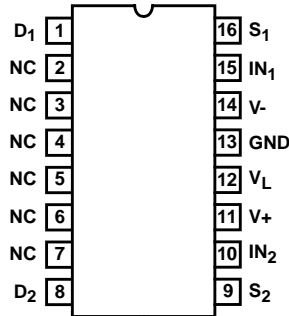 D1 1 16 S1
NC 2 15 IN1
NC 3 14 V-
NC 4 13 GND
NC 5 12 VL
NC 6 11 V+
NC 7 10 IN2
D2 8 9 S2